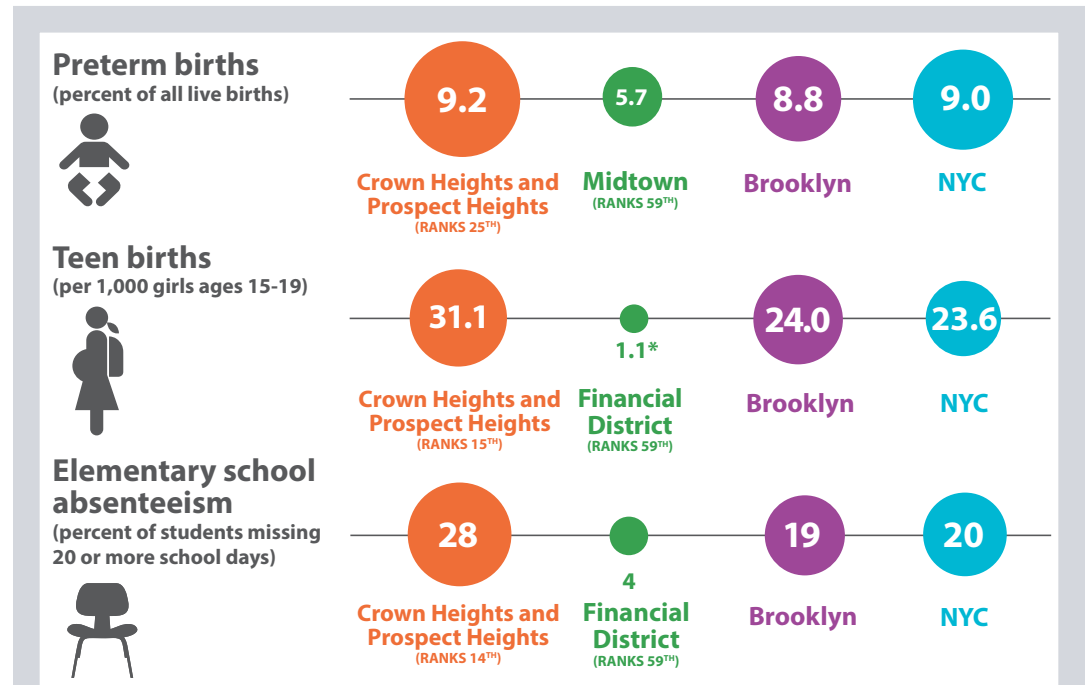 Preterm births
(percent of all live births)
9.2
5.7
8.8
9.0
Crown Heights and
Prospect Heights
(RANKS 25TH)
Midtown
(RANKS 59TH)
Brooklyn
NYC
Teen births
(per 1,000 girls ages 15-19)
31.1
1.1*
24.0
23.6
Crown Heights and
Prospect Heights
(RANKS 15TH)
Financial
District
(RANKS 59TH)
Brooklyn
NYC
Elementary school
absenteeism
(percent of students missing
20 or more school days)
28
4
19
20
Crown Heights and
Prospect Heights
(RANKS 14TH)
Financial
District
(RANKS 59TH)
Brooklyn
NYC